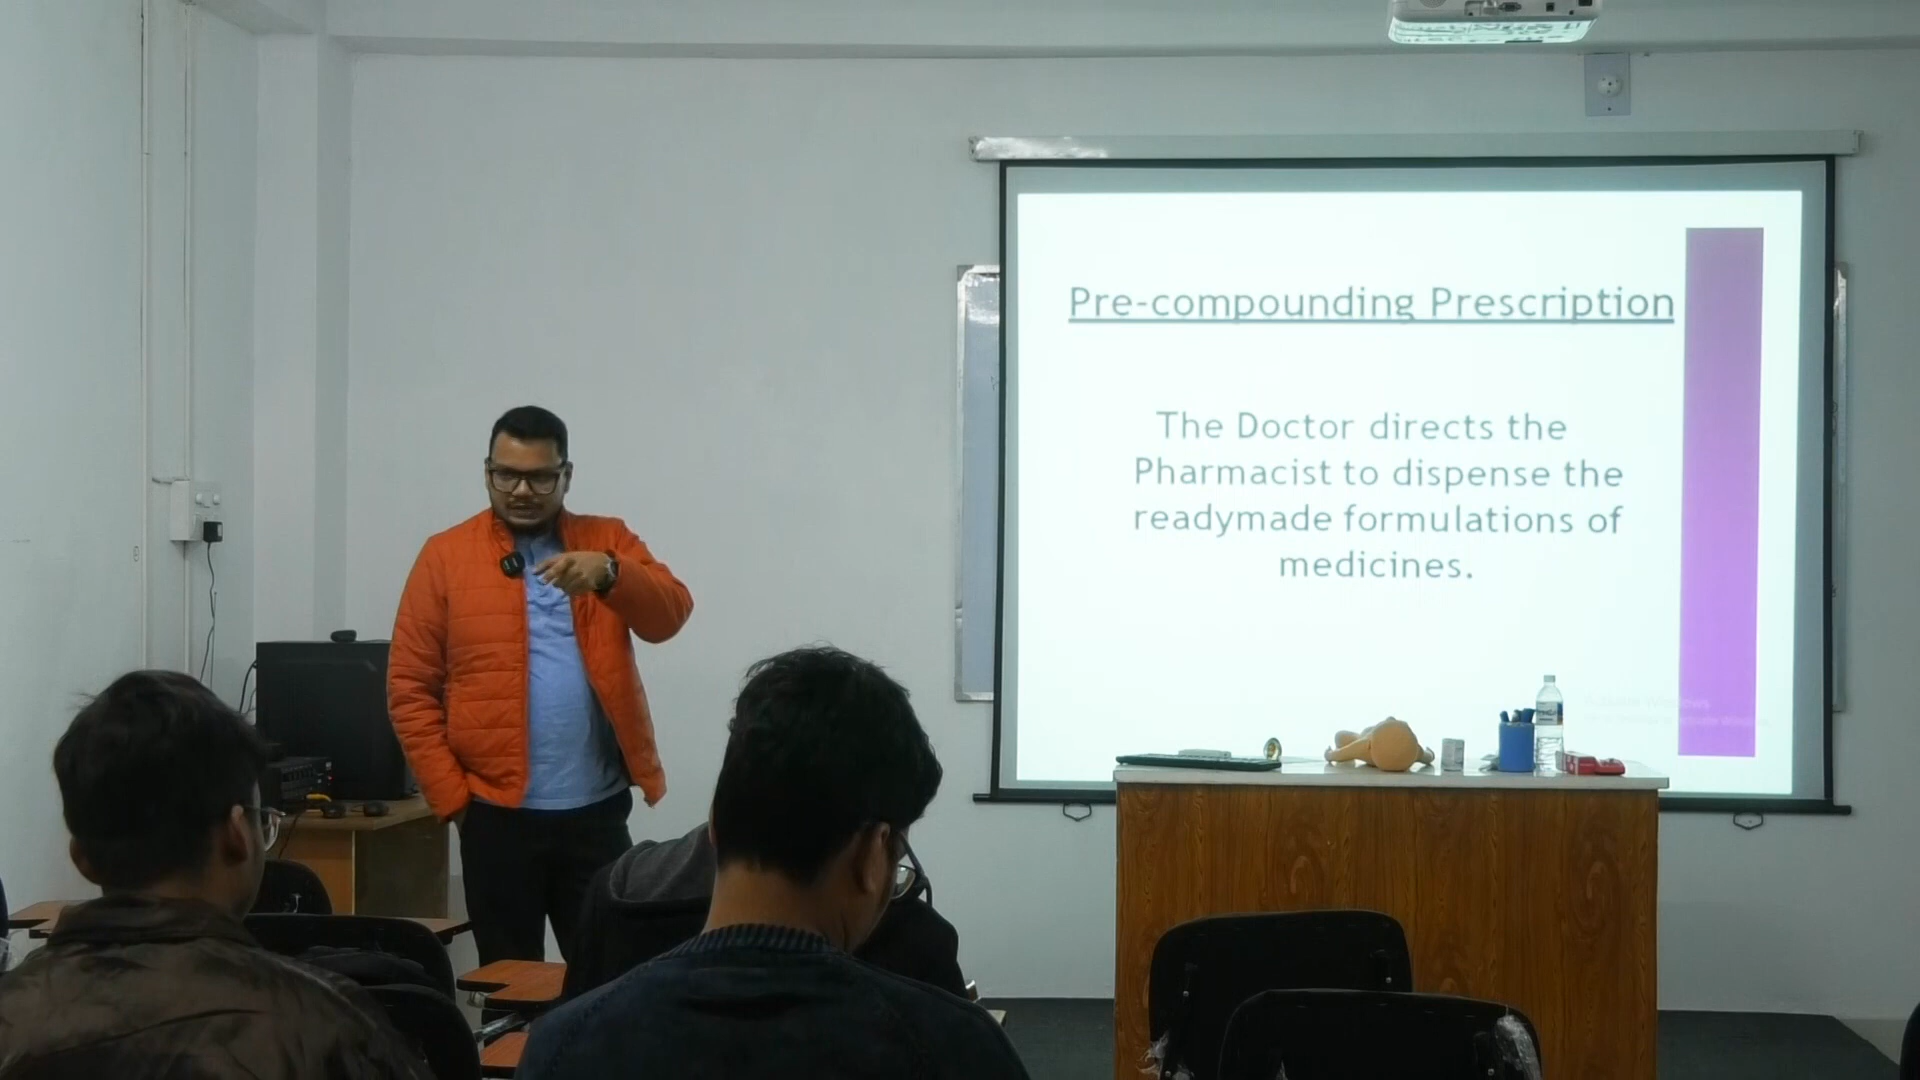 Pre-compounding Prescription
The Doctor directs the
Pharmacist to dispense the
readymade formulations of
medicines.